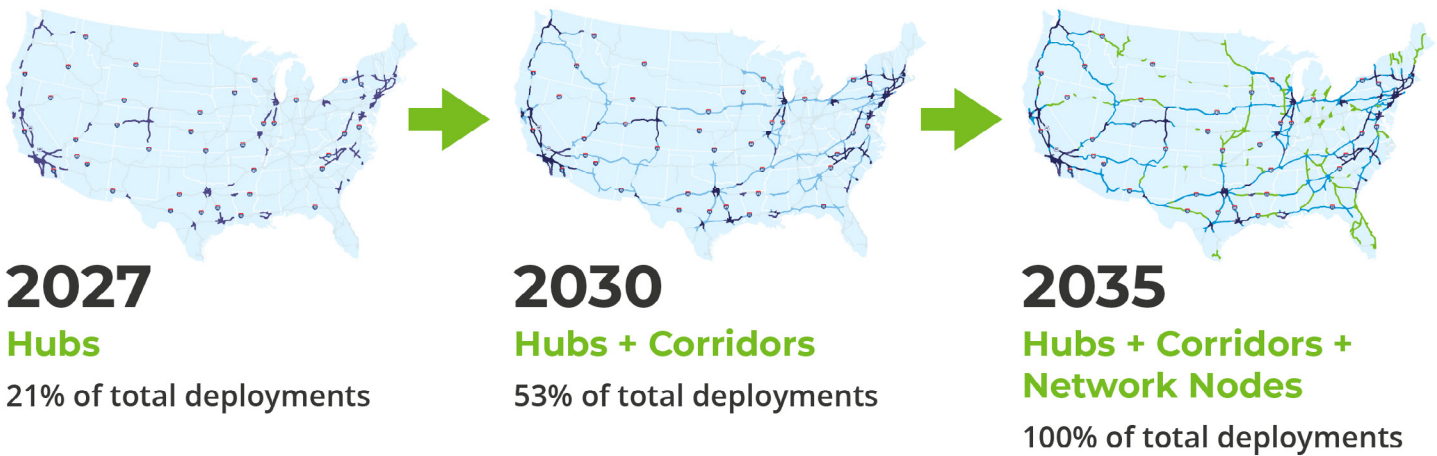 2027
Hubs
21% of total deployments
2030
Hubs + Corridors
53% of total deployments
2035
Hubs + Corridors +
Network Nodes
100% of total deployments